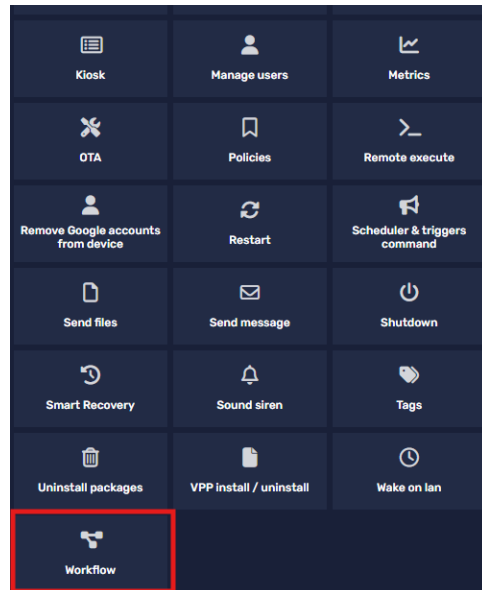 Kiosk
Manage users
Metrics
OTA
Policies
Remote execute
Remove Google accounts
from device
Restart
Scheduler & triggers
command
Send files
Send message
Shutdown
Smart Recovery
Sound siren
Tags
Uninstall packages
VPP install / uninstall
Wake on lan
Workflow